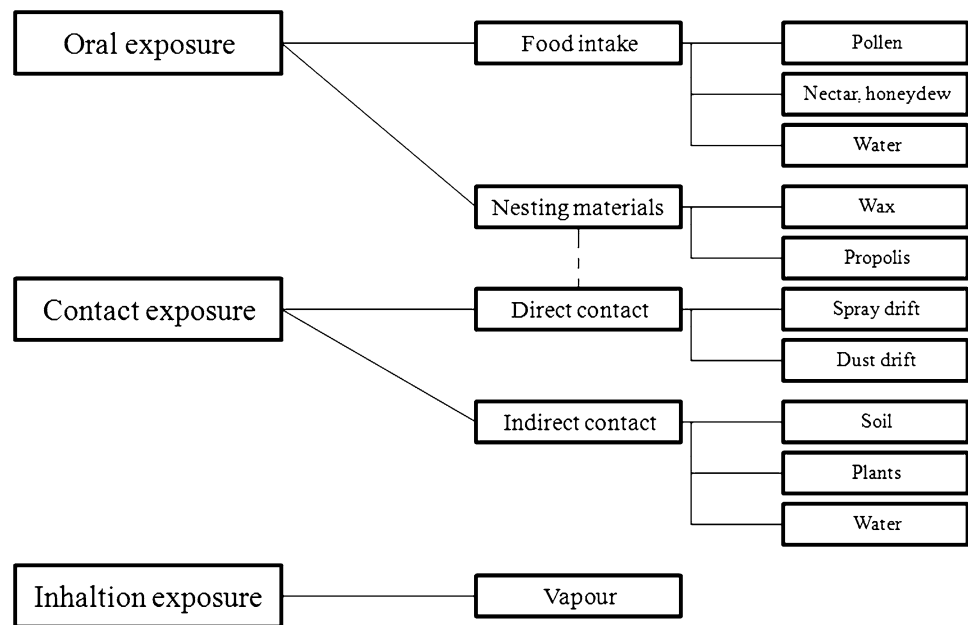 Oral exposure
Food intake
Pollen
Nectar, honeydew
Water
Nesting materials
Wax
Propolis
Contact exposure
Direct contact
Spray drift
Dust drift
Indirect contact
Soil
Plants
Water
Inhaltion exposure
Vapour